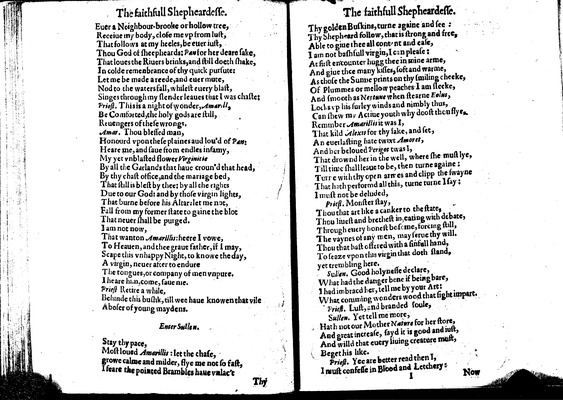 The faithfull Shepheardesse.
Euer a Neighbour-brooke or hollow tree,
Receiue my body, close me vp from lust,
That followes at my heeles, be euer iust,
Thou God of sheepheards; Pan for her deare sake,
That loues the Riuers brinks, and still doeth shake,
In colde remembeance of thy quick pursute:
Let me be made a reede, and euer mute,
Nod to the waters fall, whilest euery blast,
Singes through my slender leaues that I was chaste:
Priest. This is a night of wonder, Amarill,
Be Comforted, the holy gods are still,
Reuengers of these wrongs.
Amar. Thou blessed man,
Honourd vpon these plaines aud lou'd of Pan:
Heare me, and saue from endles infamy,
My yet vnblasted flower Virginitie
By all the Garlands that haue croun'd that head,
By thy chast office, and the marriage bed,
That still is blest by thee; by all the rights
Due to our God: and by those virgin lights,
That burne before his Altar: let me not,
Fall from my former state to gaine the blot
That neuer shall be purged.
I am not now,
That wanton Amarillis: heere I vowe,
To Heauen, and thee graue father, if I may,
Scape this vnhappy Night, to knowe the day,
A virgin, neuer after to endure
The tongues, or company of men vnpure.
I heare him, come, saue me.
Priest Retire a while,
Behinde this bushk, till wee haue knowen that vile
Aboser of young maydens.
Enter Sullen.
Stay thy pace,
Most loued Amarillis: let the chase,
growe calme and milder, flye me not so fast,
I feare the pointed Brambles haue vnlac't
Thy
The faithfull Shepheardesse.
Thy golden Buskins, turne againe and see:
Thy Shepheard follow, that is strong and free,
Able to giue thee all content and eale,
I am not bashfull virgin, I can please:
At first encounter hugg thee in mine arme,
And giue thee many kisses, soft and warme,
As those the Sunne prints on thy smiling cheeke,
Of Plummes or mellow peaches I am sleeke,
And smooth as Neptune when stearne Eolus,
Locks vp his surley winds and nimbly thus,
Can shew my Actiue youth why doost thou flye,
Remmber Amarillis it was I,
That kild Alexis for thy sake, and set,
An euerlasting hate twixt Amoret,
And her beloued Perigot twas I,
That drownd her in the well, where she must lye,
Till time shall leaue to be, then turne againe:
Turne with thy open armes and clipp the swayne
That hath performd all this, turne turne I say:
I must not be deluded,
Priest. Monster stay,
Thou that are like a canker to the state,
Thou liuest and bretheft in, eating with debate,
Through euery honest bosome, forcing still,
The vaynes of any men, may serue thy will.
Thou that hast offered with a sinfull hand,
To seaze vpon this virgin that doth stand,
yet trembling here.
Sullen. Good holynesse declare,
What had the danger bene if being bare,
I had imbracd her, tell me by your Art:
What comming wonders wood that sight impart.
Priest. Lust, and branded soule,
Sullen. Yet tell me more,
Hath not our Mother Nature for her store,
And great increase, sayd it is good and iust,
And willd that euery liuing creature must,
Beget his like.
Priest. Yee are better read then I,
I must confesse in Blood and Letchery:
I
Now